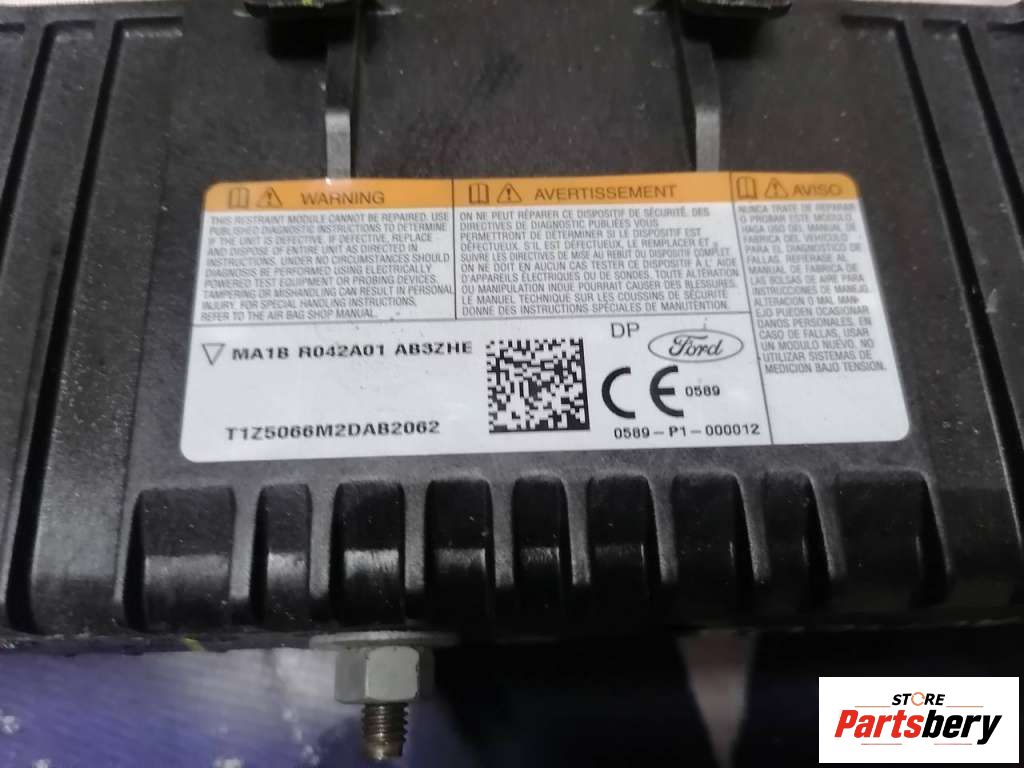 WARNING
THIS RESTRAINT MODULE CANNOT BE REPAIRED. USE
PUBLISHED DIAGNOSTIC INSTRUCTIONS TO DETERMINE
IF THE UNIT IS DEFECTIVE. IF DEFECTIVE, REPLACE
AND DISPOSE OF ENTIRE AS DIRECTED IN
INSTRUCTIONS. UNDER NO CIRCUMSTANCES SHOULD
DIAGNOSIS BE PERFORMED USING ELECTRICALLY
POWERED TEST EQUIPMENT OR PROBING DEVICES.
TAMPERING OR MISHANDLING CAN RESULT IN PERSONAL
INJURY. FOR SPECIAL HANDLING INSTRUCTIONS,
REFER TO THE AIR BAG SHOP MANUAL.
AVERTISSEMENT
ON NE PEUT RÉPARER CE DISPOSITIF DE SÉCURITÉ. DES
DIRECTIVES DE DIAGNOSTIC PUBLIÉES VOUS
PERMETTRONT DE DÉTERMINER SI LE DISPOSITIF EST
DÉFECTUEUX. S'IL EST DÉFECTUEUX, LE REMPLACER ET
SUIVRE LES DIRECTIVES DE MISE AU REBUT DU DISPOSITIF COMPLET
ON NE DOIT EN AUCUN CAS TESTER CE DISPOSITIF À L' AIDE
D'APPAREILS ÉLECTRIQUES OU DE SONDES. TOUTE ALTÉRATION
OU MANIPULATION INDUE POURRAIT CAUSER DES BLESSURES.
LE MANUEL TECHNIQUE SUR LES COUSSINS DE SÉCURITÉ
DONNE DES INSTRUCTIONS SPÉCIALES DE MANUTENTION.
AVISO
NUNCA TRATE DE REPARAR
O PROBAR ESTE MODULO.
HAGA USO DEL MANUAL DE
FABRICA DEL VEHICULO
PARA EL DIAGNOSTICO DE
FALLAS. REFERASE AL
MANUAL DE FABRICA DE
LAS BOLSAS DE AIRE PARA
INSTRUCCIONES DE MANEJO.
ALTERACION O MAL MAN-
EJO PUEDEN OCASIONAR
DANOS PERSONALES. EN
CASO DE FALLAS, USAR
UN MODULO NUEVO. NO
UTILIZAR SISTEMAS DE
MEDICION BAJO TENSION.
MA1B R042A01 AB3ZHE
DP
Ford
CE 0589
T1Z5066M2DAB2062
0589-P1-000012
STORE
Partsbery